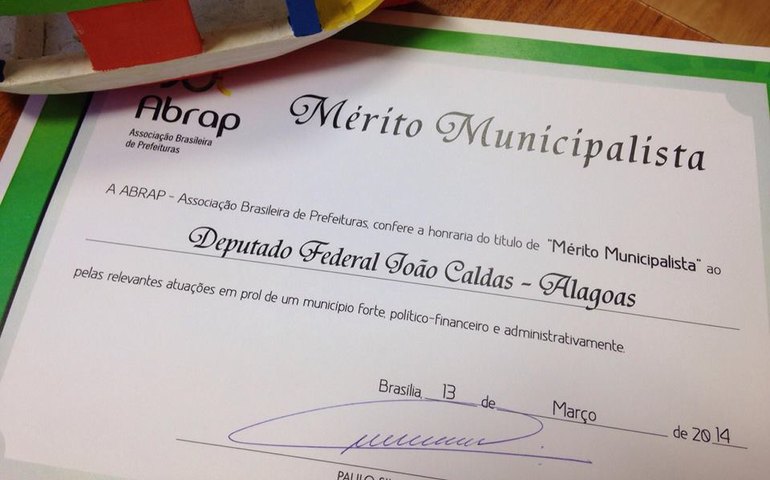 Abrap
Associação Brasileira
de Prefeituras
Mérito Municipalista
A ABRAP - Associação Brasileira de Prefeituras, confere a honraria do titulo de "Mérito Municipalista" ao
Deputado Federal João Caldas - Alagoas
pelas relevantes atuações em prol de um município forte, político-financeiro e administrativamente.
Brasília, 13 de Março de 2014
PAULO